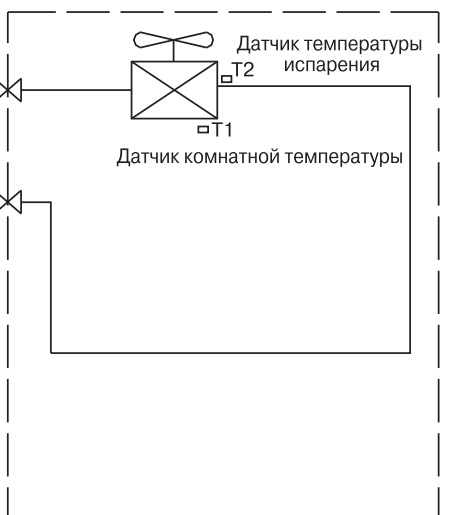 Датчик температуры
испарения
T2
T1
Датчик комнатной температуры